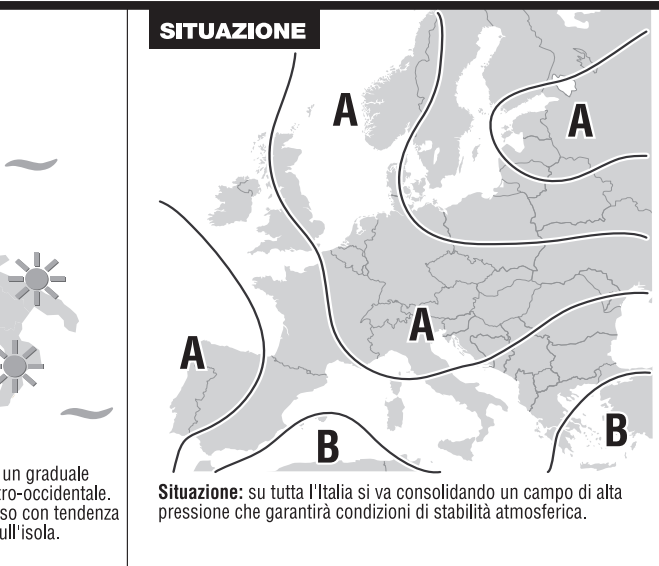 SITUAZIONE
A
A
A
A
B
B
un graduale
tro-occidentale.
so con tendenza
ull'isola.
Situazione: su tutta l'Italia si va consolidando un campo di alta
pressione che garantirà condizioni di stabilità atmosferica.